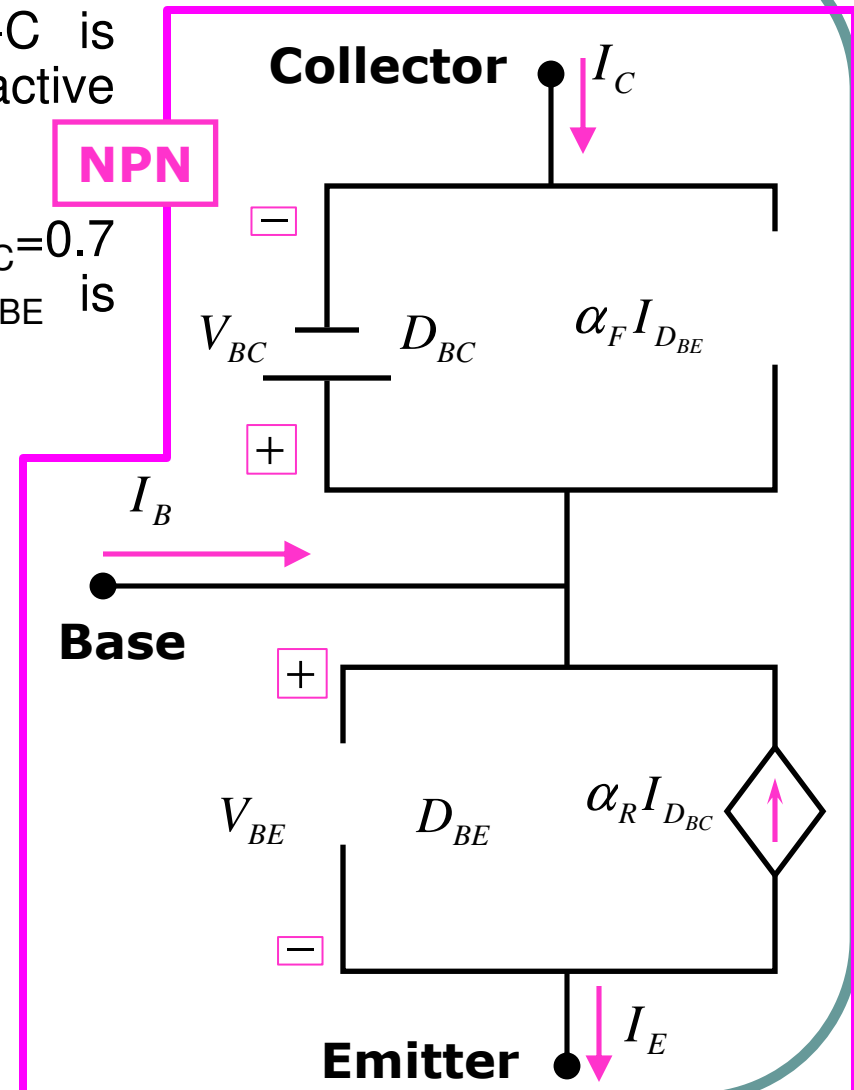 -C is
active
NPN
C=0.7
BE is
Collector
I_C
−
V_BC D_BC
α_F I_D_BE
+
I_B
Base
+
V_BE D_BE
α_R I_D_BC
−
I_E
Emitter